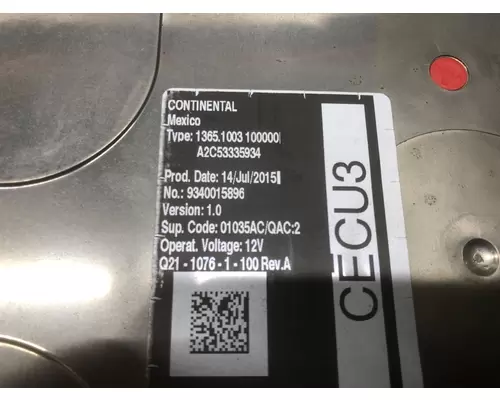 CONTINENTAL
Mexico
Type: 1365.1003 100000
A2C53335934
Prod. Date: 14/Jul/2015
No.: 9340015896
Version: 1.0
Sup. Code: 01035AC/QAC:2
Operat. Voltage: 12V
Q21 - 1076 - 1 - 100 Rev.A
CECU3